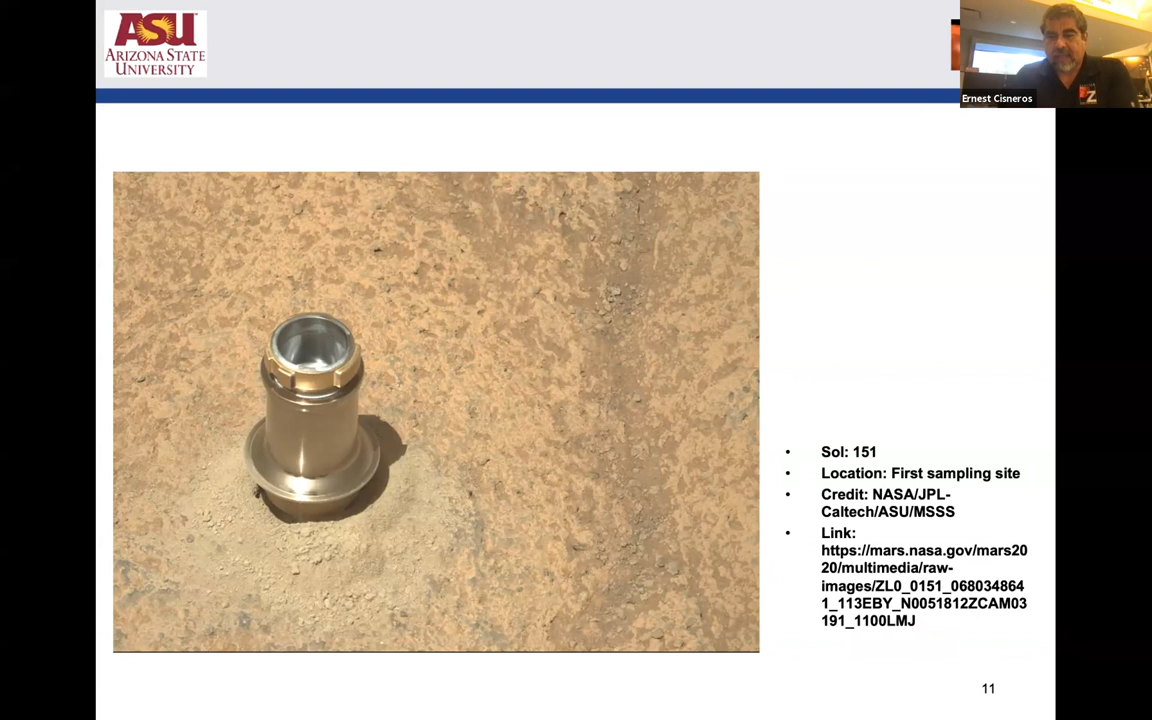 ASU
ARIZONA STATE
UNIVERSITY
Ernest Cisneros
• Sol: 151
• Location: First sampling site
• Credit: NASA/JPL-
Caltech/ASU/MSSS
• Link:
https://mars.nasa.gov/mars20
20/multimedia/raw-
images/ZL0_0151_068034864
1_113EBY_N0051812ZCAM03
191_1100LMJ
11